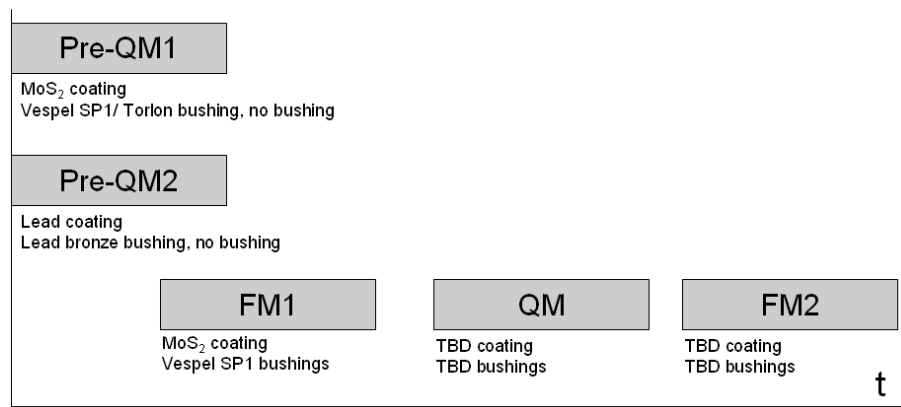 Pre-QM1
MoS₂ coating
Vespel SP1/ Torlon bushing, no bushing
Pre-QM2
Lead coating
Lead bronze bushing, no bushing
FM1
MoS₂ coating
Vespel SP1 bushings
QM
TBD coating
TBD bushings
FM2
TBD coating
TBD bushings
t